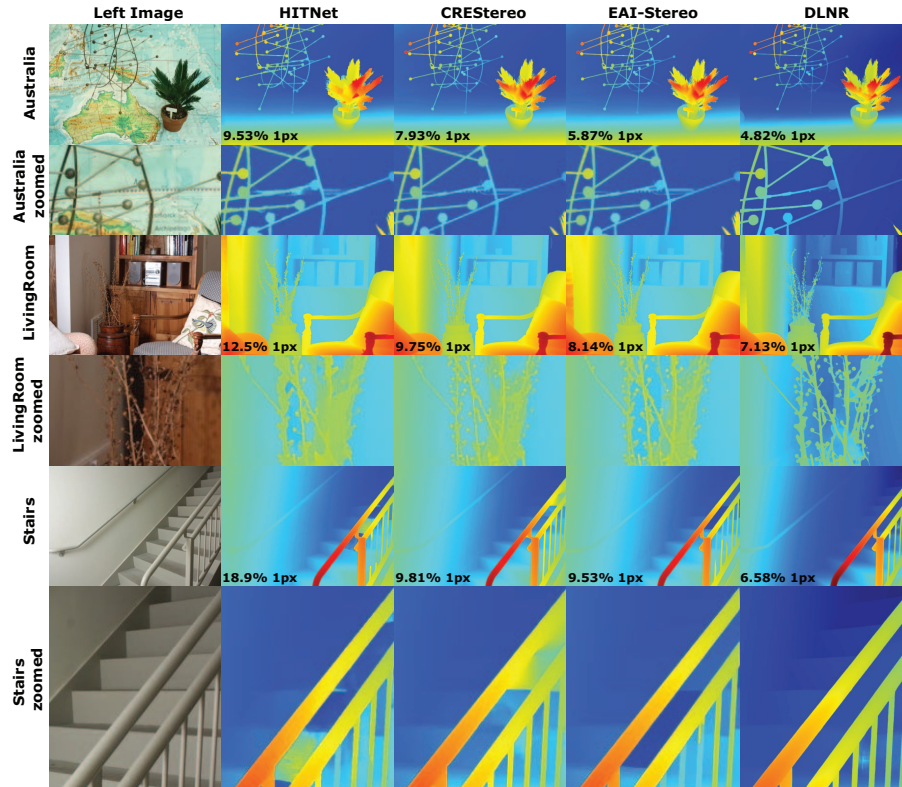 Left Image HITNet CREStereo EAI-Stereo DLNR
Australia
9.53% 1px 7.93% 1px 5.87% 1px 4.82% 1px
Australia
zoomed
LivingRoom
12.5% 1px 9.75% 1px 8.14% 1px 7.13% 1px
LivingRoom
zoomed
Stairs
18.9% 1px 9.81% 1px 9.53% 1px 6.58% 1px
Stairs
zoomed